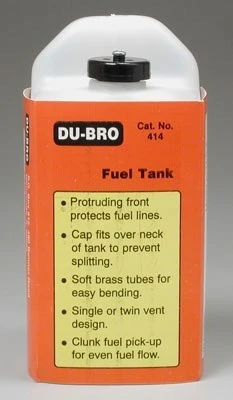 DU-BRO
Cat. No.
414
Fuel Tank
• Protruding front
protects fuel lines.
• Cap fits over neck
of tank to prevent
splitting.
• Soft brass tubes for
easy bending.
• Single or twin vent
design.
• Clunk fuel pick-up
for even fuel flow.
DU-BRO